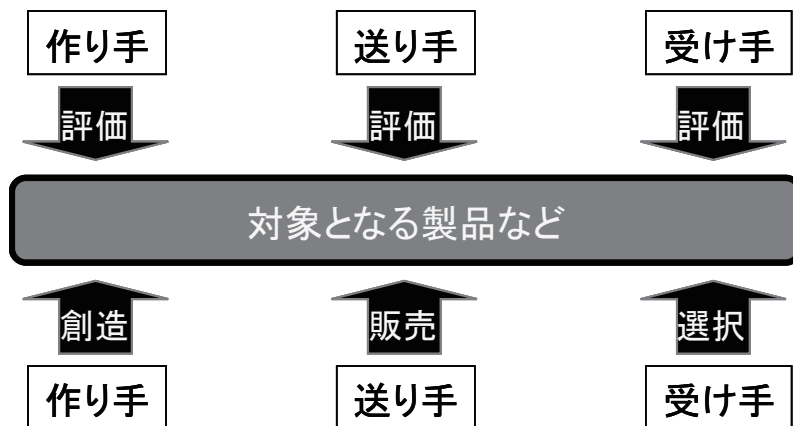 作り手 送り手 受け手
評価 評価 評価
対象となる製品など
創造 販売 選択
作り手 送り手 受け手